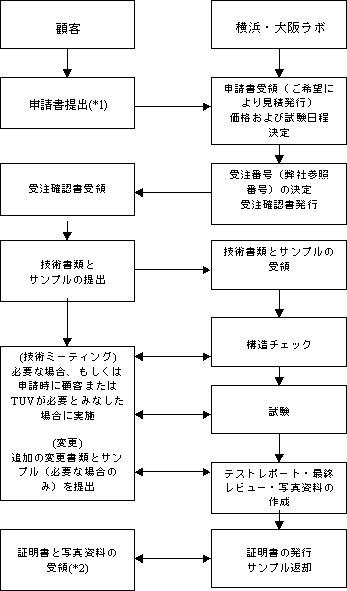 顧客
横浜・大阪ラボ
申請書提出(*1)
申請書受領（ご希望に
より見積発行）
価格および試験日程
決定
受注確認書受領
受注番号（弊社参照
番号）の決定
受注確認書発行
技術書類と
サンプルの提出
技術書類とサンプルの
受領
(技術ミーティング)
必要な場合、もしくは
申請時に顧客または
TUVが必要とみなした
場合に実施
(変更)
追加の変更書類とサ
ンプル（必要な場合の
み）を提出
構造チェック
試験
テストレポート・最終
レビュー・写真資料の
作成
証明書と写真資料の
受領(*2)
証明書の発行
サンプル返却